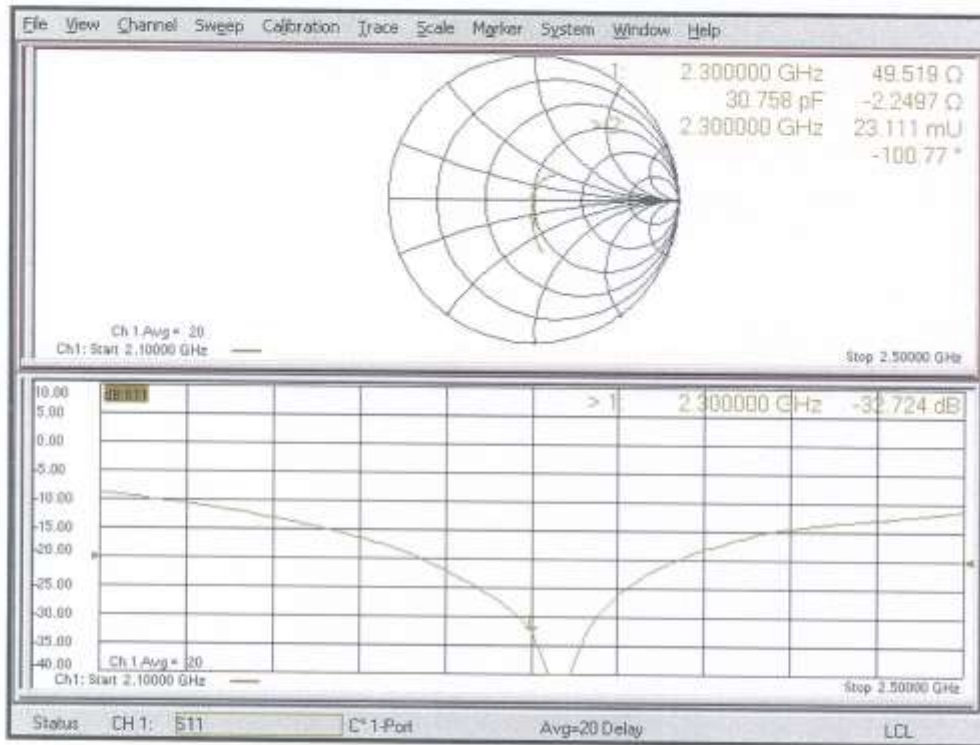 File View Channel Sweep Calibration Trace Scale Marker System Window Help
1: 2.300000 GHz 49.519 Ω
30.758 pF -2.2497 Ω
>2: 2.300000 GHz 23.111 mU
-100.77 °
Ch 1 Avg = 20
Ch1: Start 2.10000 GHz
Stop 2.50000 GHz
10.00
dB S11
> 1: 2.300000 GHz -32.724 dB
5.00
0.00
-5.00
-10.00
-15.00
-20.00
-25.00
-30.00
-35.00
-40.00
Ch 1 Avg = 20
Ch1: Start 2.10000 GHz
Stop 2.50000 GHz
Status CH 1: S11 C* 1-Port Avg=20 Delay LCL